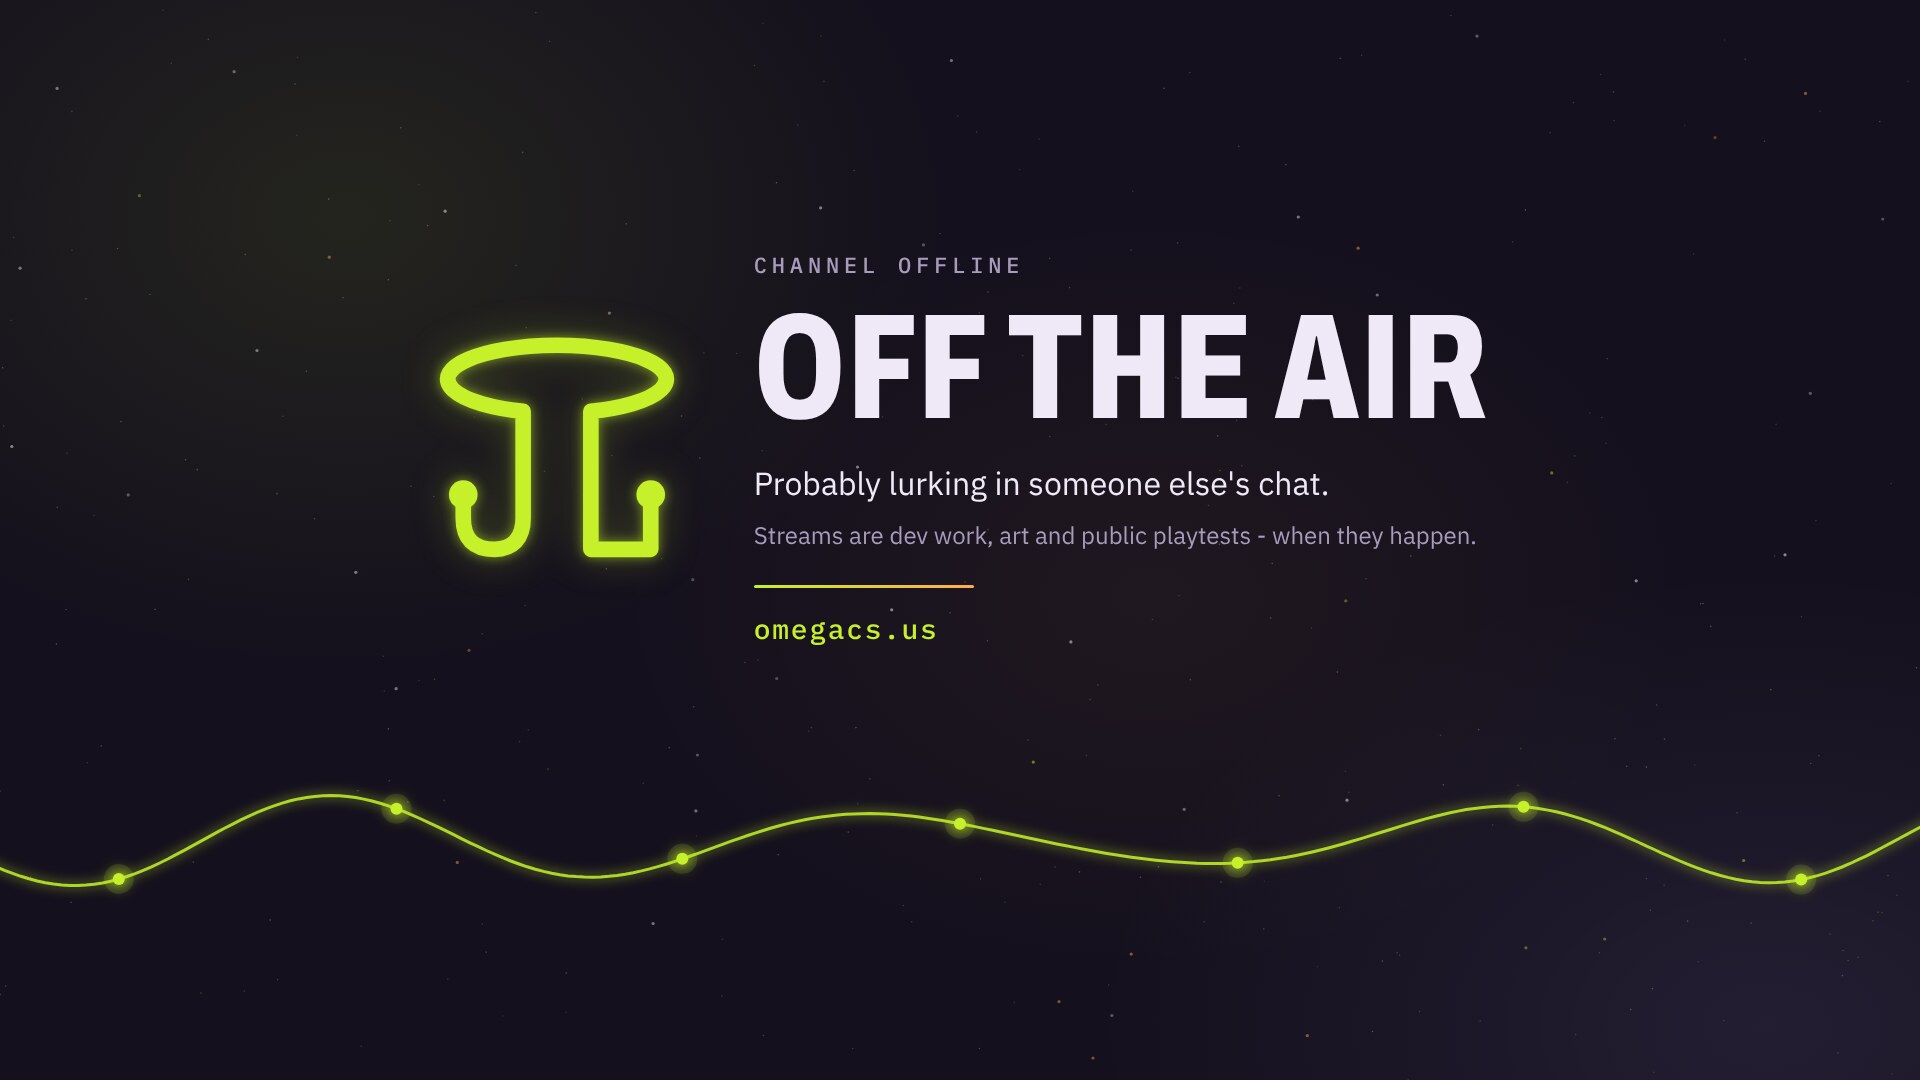 CHANNEL OFFLINE
OFF THE AIR
Probably lurking in someone else's chat.
Streams are dev work, art and public playtests - when they happen.
omegacs.us